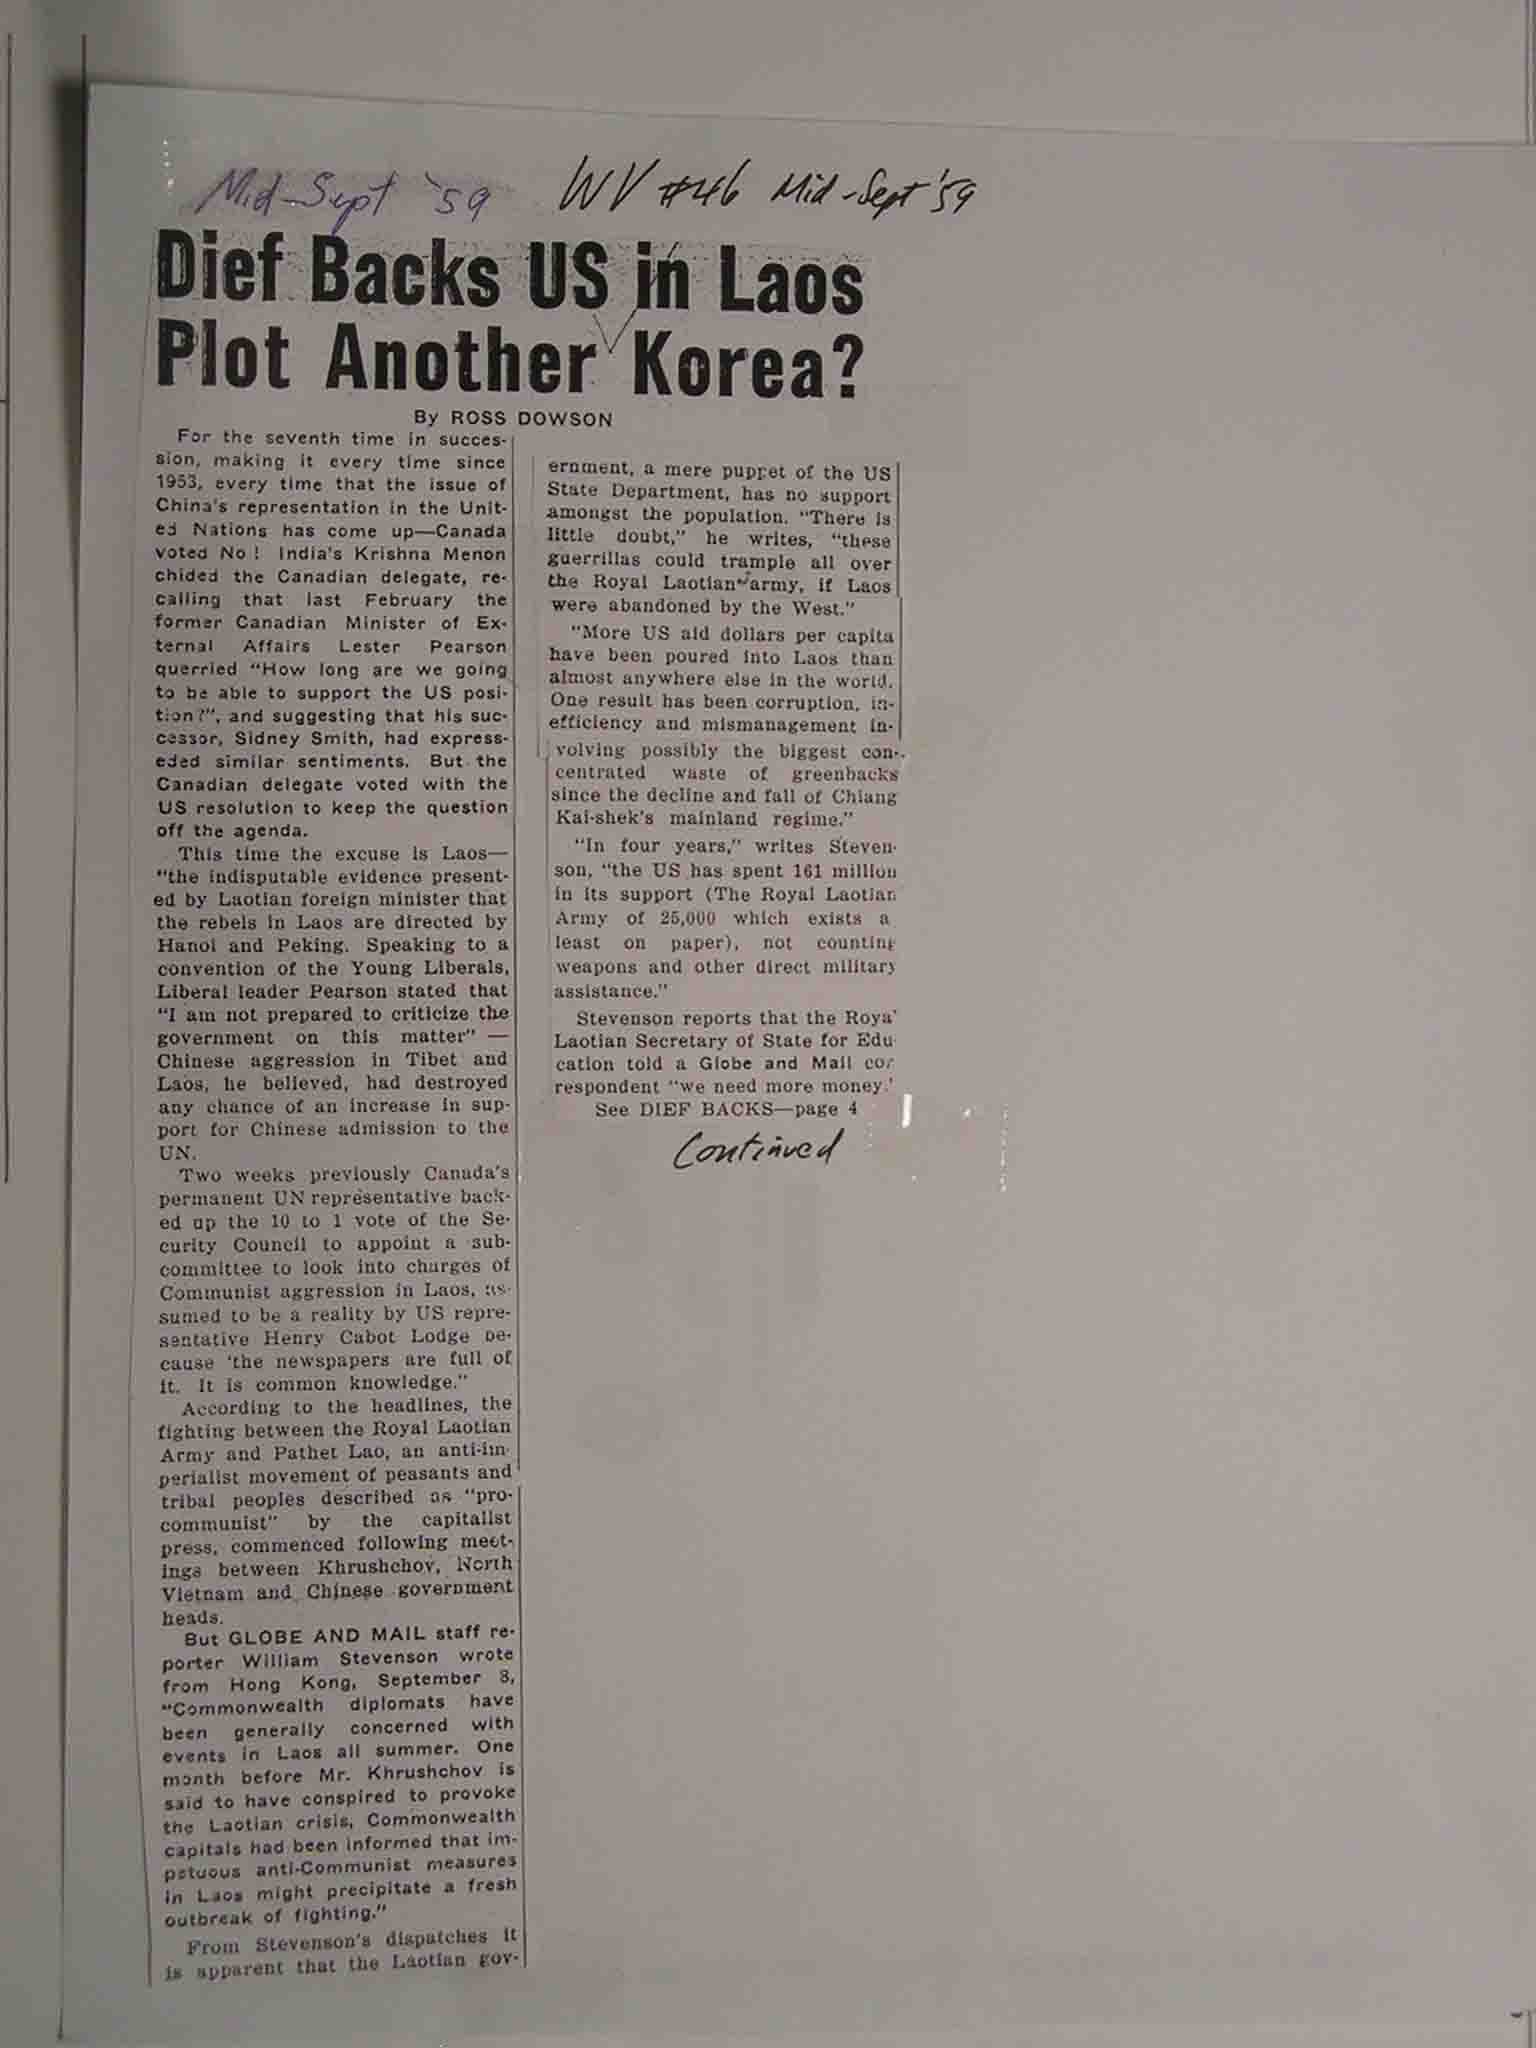 Mid-Sept '59 WV #46 Mid-Sept '59
Dief Backs US in Laos
Plot Another Korea?
By ROSS DOWSON
For the seventh time in succes-
sion, making it every time since
1953, every time that the issue of
China's representation in the Unit-
ed Nations has come up—Canada
voted No! India's Krishna Menon
chided the Canadian delegate, re-
calling that last February the
former Canadian Minister of Ex-
ternal Affairs Lester Pearson
querried "How long are we going
to be able to support the US posi-
tion?", and suggesting that his suc-
cessor, Sidney Smith, had express-
eded similar sentiments. But the
Canadian delegate voted with the
US resolution to keep the question
off the agenda.
This time the excuse is Laos—
"the indisputable evidence present-
ed by Laotian foreign minister that
the rebels in Laos are directed by
Hanoi and Peking. Speaking to a
convention of the Young Liberals,
Liberal leader Pearson stated that
"I am not prepared to criticize the
government on this matter" —
Chinese aggression in Tibet and
Laos, he believed, had destroyed
any chance of an increase in sup-
port for Chinese admission to the
UN.
Two weeks previously Canada's
permanent UN representative back-
ed up the 10 to 1 vote of the Se-
curity Council to appoint a sub-
committee to look into charges of
Communist aggression in Laos, as-
sumed to be a reality by US repre-
sentative Henry Cabot Lodge be-
cause 'the newspapers are full of
it. It is common knowledge."
According to the headlines, the
fighting between the Royal Laotian
Army and Pathet Lao, an anti-im-
perialist movement of peasants and
tribal peoples described as "pro-
communist" by the capitalist
press, commenced following meet-
ings between Khrushchov, North
Vietnam and Chinese government
heads.
But GLOBE AND MAIL staff re-
porter William Stevenson wrote
from Hong Kong, September 8,
"Commonwealth diplomats have
been generally concerned with
events in Laos all summer. One
month before Mr. Khrushchov is
said to have conspired to provoke
the Laotian crisis, Commonwealth
capitals had been informed that im-
petuous anti-Communist measures
in Laos might precipitate a fresh
outbreak of fighting."
From Stevenson's dispatches it
is apparent that the Laotian gov-
ernment, a mere puppet of the US
State Department, has no support
amongst the population. "There is
little doubt," he writes, "these
guerrillas could trample all over
the Royal Laotian army, if Laos
were abandoned by the West."
"More US aid dollars per capita
have been poured into Laos than
almost anywhere else in the world.
One result has been corruption, in-
efficiency and mismanagement in-
volving possibly the biggest con-
centrated waste of greenbacks
since the decline and fall of Chiang
Kai-shek's mainland regime."
"In four years," writes Steven-
son, "the US has spent 161 million
in its support (The Royal Laotian
Army of 25,000 which exists a
least on paper), not counting
weapons and other direct military
assistance."
Stevenson reports that the Roya'
Laotian Secretary of State for Edu-
cation told a Globe and Mail cor
respondent "we need more money.'
See DIEF BACKS—page 4
Continued